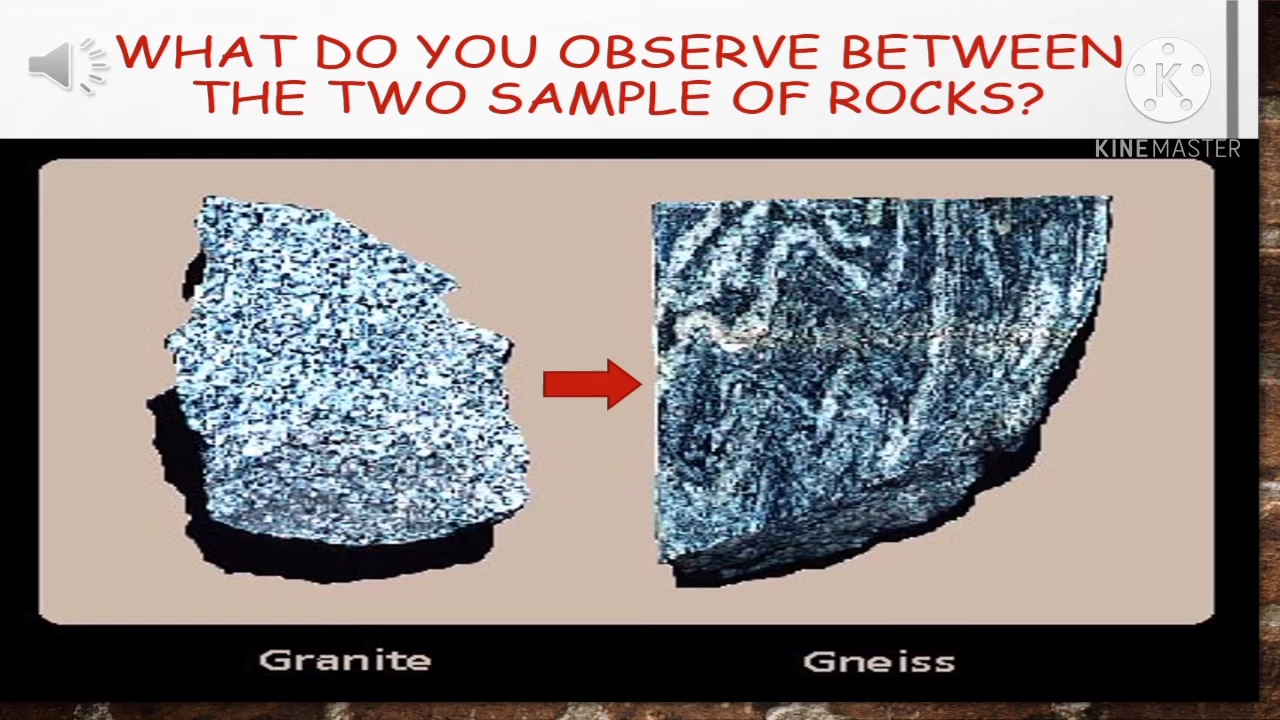 WHAT DO YOU OBSERVE BETWEEN
THE TWO SAMPLE OF ROCKS?
K
KINEMASTER
Granite
Gneiss